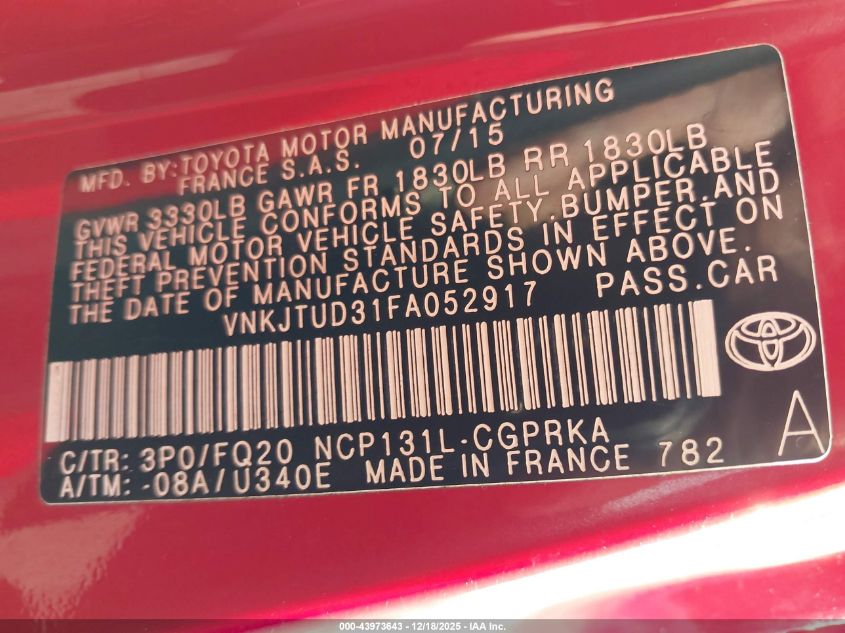 MFD. BY:TOYOTA MOTOR MANUFACTURING
FRANCE S.A.S. 07/15
GVWR 3330LB GAWR FR 1830LB RR 1830LB
THIS VEHICLE CONFORMS TO ALL APPLICABLE
FEDERAL MOTOR VEHICLE SAFETY,BUMPER,AND
THEFT PREVENTION STANDARDS IN EFFECT ON
THE DATE OF MANUFACTURE SHOWN ABOVE.
VNKJTUD31FA052917 PASS.CAR
C/TR: 3P0/FQ20 NCP131L-CGPRKA
A/TM: -08A/U340E MADE IN FRANCE 782
A
000-43973643 - 12/18/2025 - IAA Inc.